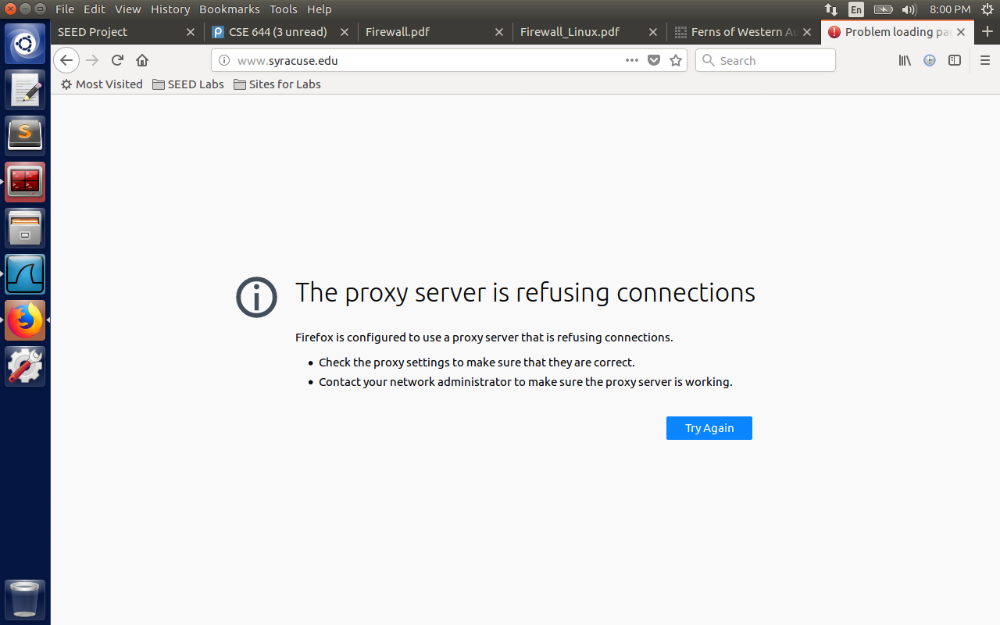 File Edit View History Bookmarks Tools Help En 8:00 PM
SEED Project CSE 644 (3 unread) Firewall.pdf Firewall_Linux.pdf Ferns of Western Au Problem loading pa
www.syracuse.edu Search
Most Visited SEED Labs Sites for Labs
The proxy server is refusing connections
Firefox is configured to use a proxy server that is refusing connections.
• Check the proxy settings to make sure that they are correct.
• Contact your network administrator to make sure the proxy server is working.
Try Again